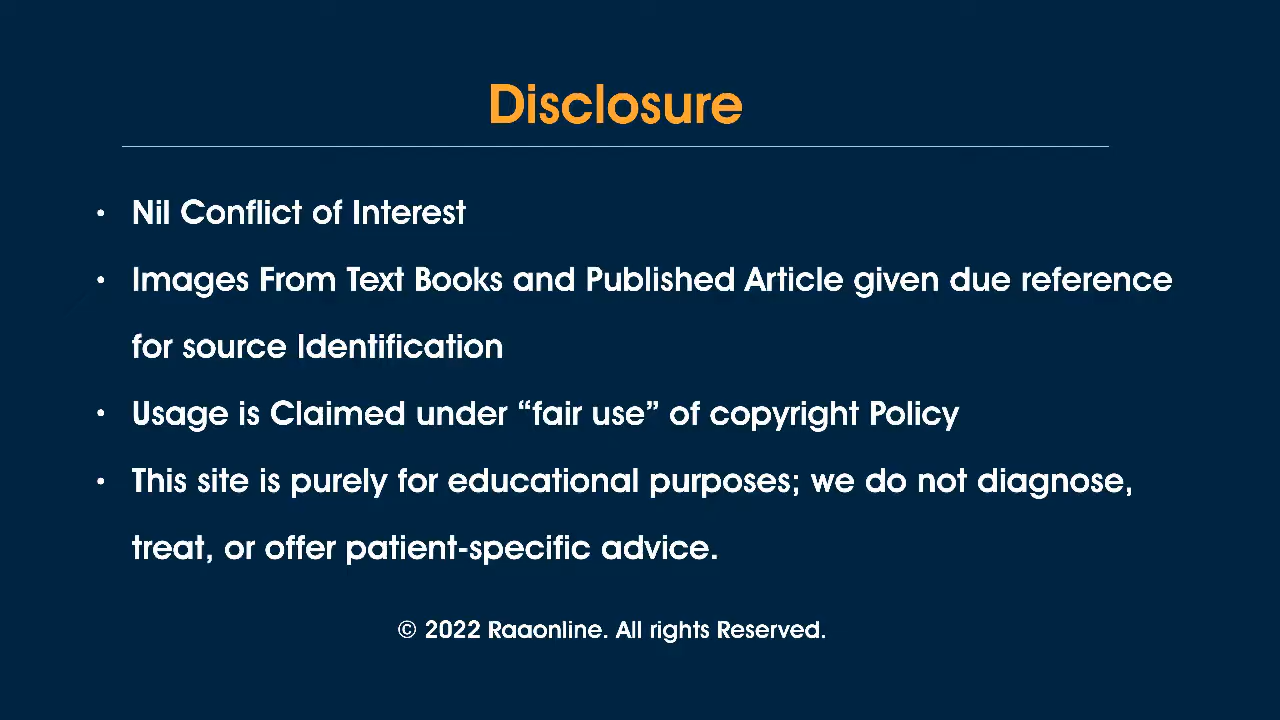 Disclosure
• Nil Conflict of Interest
• Images From Text Books and Published Article given due reference
for source Identification
• Usage is Claimed under “fair use” of copyright Policy
• This site is purely for educational purposes; we do not diagnose,
treat, or offer patient-specific advice.
© 2022 Raaonline. All rights Reserved.